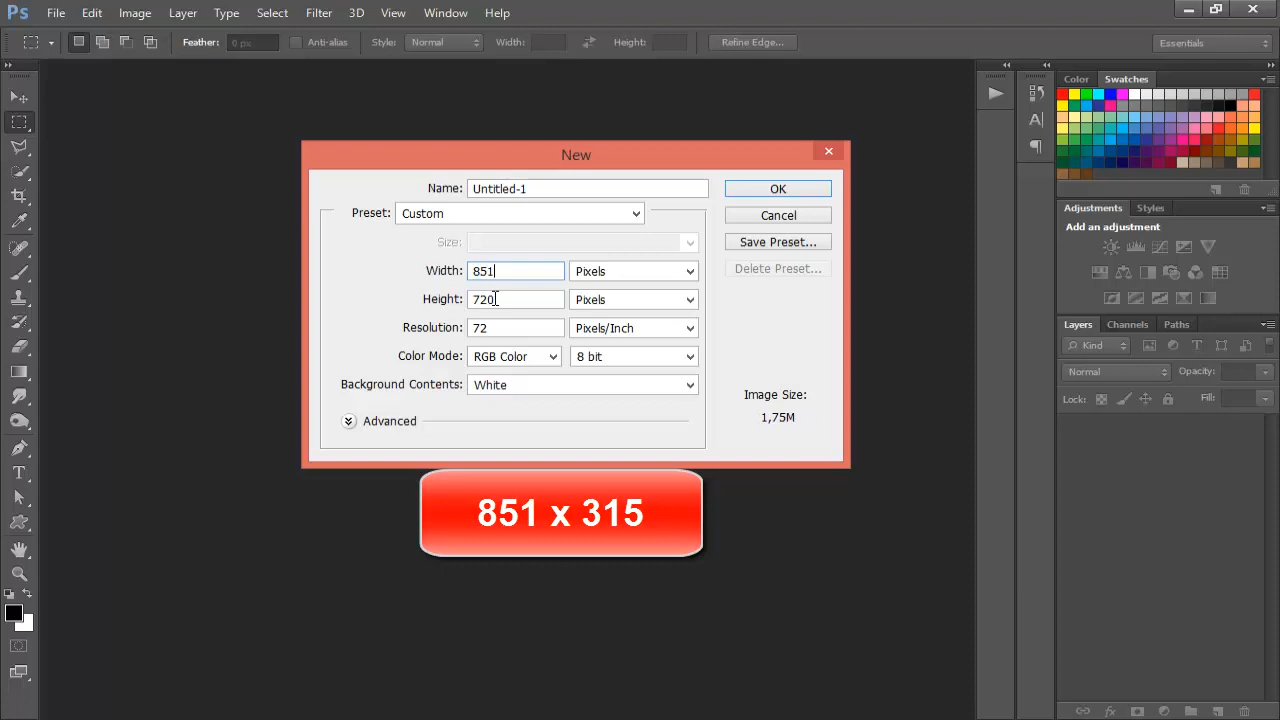 Ps File Edit Image Layer Type Select Filter 3D View Window Help
Feather: 0 px Anti-alias Style: Normal Width: Height: Refine Edge... Essentials
Color Swatches
New
Name: Untitled-1 OK
Preset: Custom Cancel
Size: Save Preset...
Width: 851 Pixels Delete Preset...
Height: 720 Pixels
Resolution: 72 Pixels/Inch
Color Mode: RGB Color 8 bit
Background Contents: White
Image Size:
1,75M
Advanced
851 x 315
Adjustments Styles
Add an adjustment
Layers Channels Paths
Kind
Normal Opacity:
Lock: Fill: